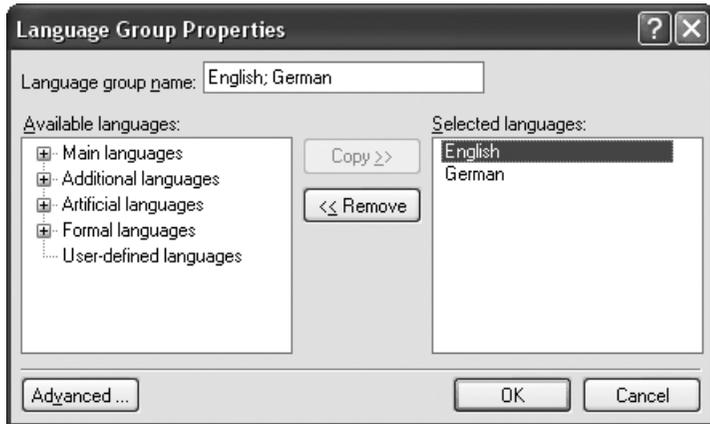 Language Group Properties
Language group name: English; German
Available languages:
Main languages
Additional languages
Artificial languages
Formal languages
User-defined languages
Copy >>
<< Remove
Selected languages:
English
German
Advanced ...
OK
Cancel